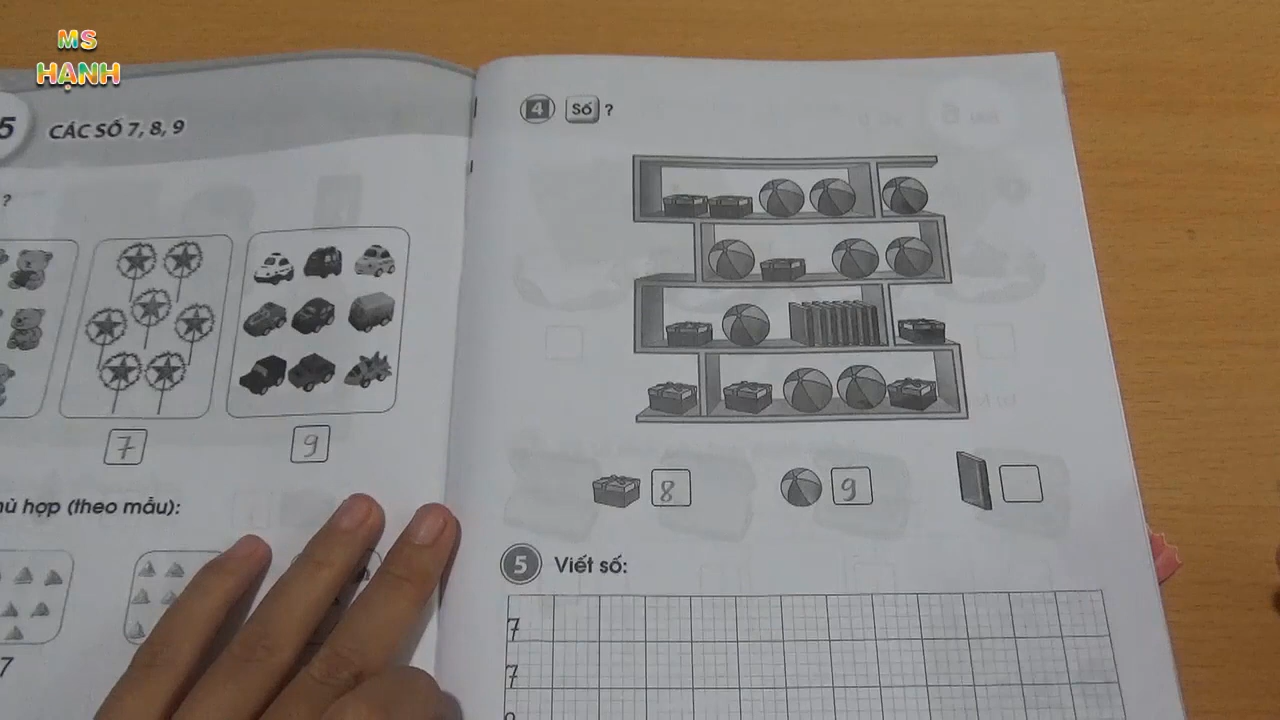 MS
HẠNH
5
CÁC SỐ 7, 8, 9
?
7
9
hù hợp (theo mẫu):
7
4 Số ?
8
9
5 Viết số:
7
7